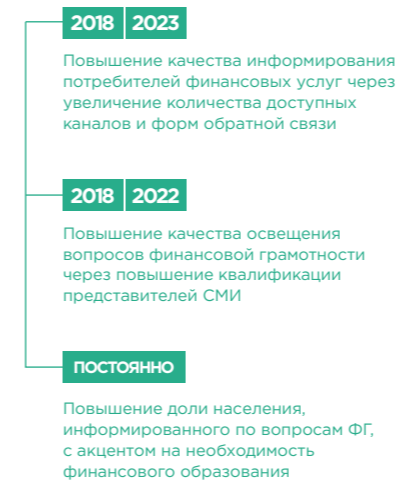 2018 2023
Повышение качества информирования
потребителей финансовых услуг через
увеличение количества доступных
каналов и форм обратной связи
2018 2022
Повышение качества освещения
вопросов финансовой грамотности
через повышение квалификации
представителей СМИ
ПОСТОЯННО
Повышение доли населения,
информированного по вопросам ФГ,
с акцентом на необходимость
финансового образования